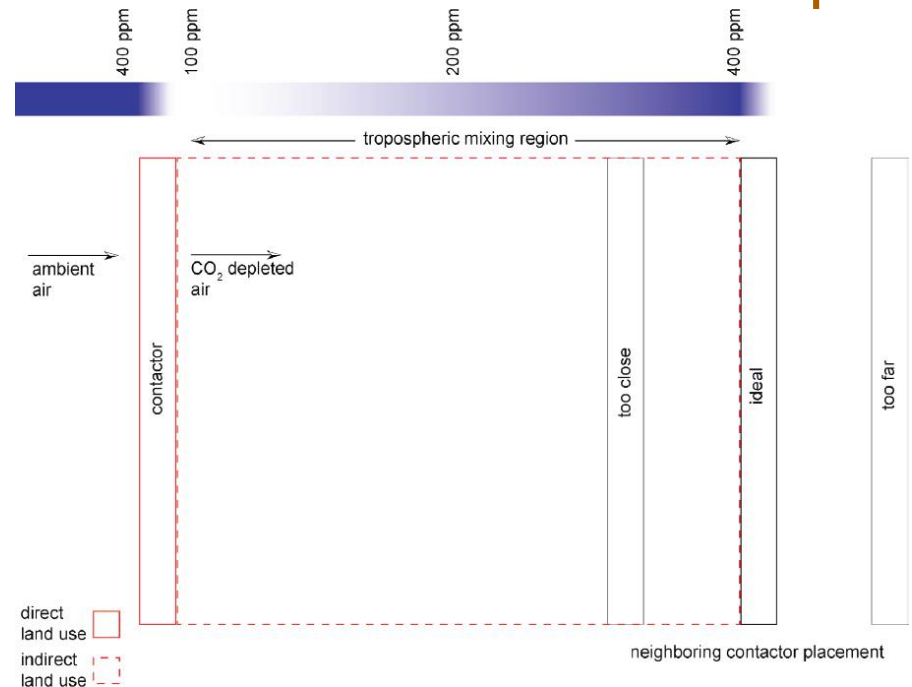 400 ppm
100 ppm
200 ppm
400 ppm
tropospheric mixing region
ambient
air
CO₂ depleted
air
contactor
too close
ideal
too far
direct
land use
indirect
land use
neighboring contactor placement